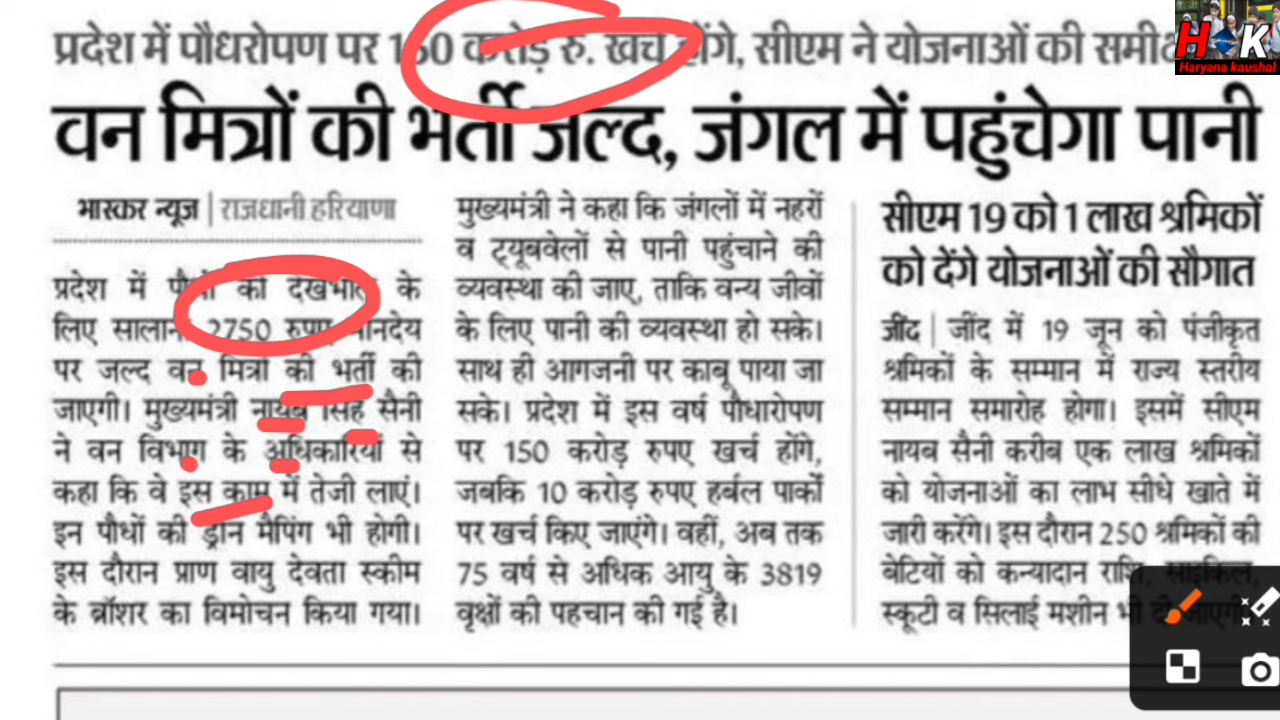 प्रदेश में पौधरोपण पर 150 करोड़ रु. खर्च होंगे, सीएम ने योजनाओं की
H K
Haryana kaushal
वन मित्रों की भर्ती जल्द, जंगल में पहुंचेगा पानी
भास्कर न्यूज | राजधानी हरियाणा
प्रदेश में पौधों की देखभाल के
लिए सालाना 2750 रुपए मानदेय
पर जल्द वन मित्रों की भर्ती की
जाएगी। मुख्यमंत्री नायब सिंह सैनी
ने वन विभाग के अधिकारियों से
कहा कि वे इस काम में तेजी लाएं।
इन पौधों की ड्रोन मैपिंग भी होगी।
इस दौरान प्राण वायु देवता स्कीम
के ब्रॉशर का विमोचन किया गया।
मुख्यमंत्री ने कहा कि जंगलों में नहरों
व ट्यूबवेलों से पानी पहुंचाने की
व्यवस्था की जाए, ताकि वन्य जीवों
के लिए पानी की व्यवस्था हो सके।
साथ ही आगजनी पर काबू पाया जा
सके। प्रदेश में इस वर्ष पौधारोपण
पर 150 करोड़ रुपए खर्च होंगे,
जबकि 10 करोड़ रुपए हर्बल पार्कों
पर खर्च किए जाएंगे। वहीं, अब तक
75 वर्ष से अधिक आयु के 3819
वृक्षों की पहचान की गई है।
सीएम 19 को 1 लाख श्रमिकों
को देंगे योजनाओं की सौगात
जींद | जींद में 19 जून को पंजीकृत
श्रमिकों के सम्मान में राज्य स्तरीय
सम्मान समारोह होगा। इसमें सीएम
नायब सैनी करीब एक लाख श्रमिकों
को योजनाओं का लाभ सीधे खाते में
जारी करेंगे। इस दौरान 250 श्रमिकों की
बेटियों को कन्यादान राशि, साइकिल,
स्कूटी व सिलाई मशीन भी दी जाएगी